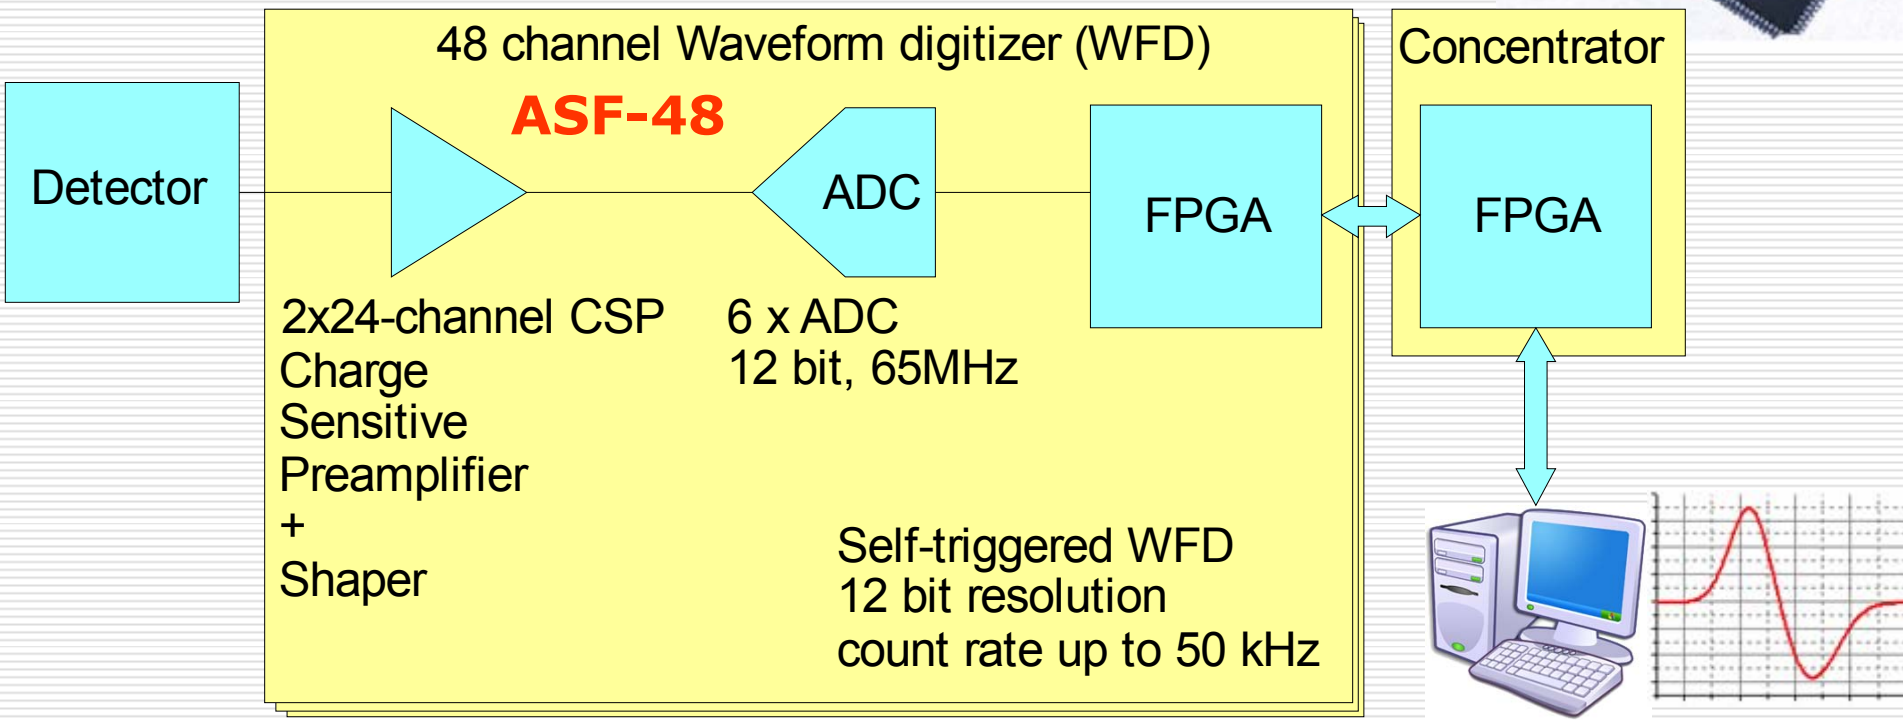 48 channel Waveform digitizer (WFD)
Concentrator
ASF-48
Detector
ADC
FPGA
FPGA
2x24-channel CSP
Charge
Sensitive
Preamplifier
+
Shaper
6 x ADC
12 bit, 65MHz
Self-triggered WFD
12 bit resolution
count rate up to 50 kHz